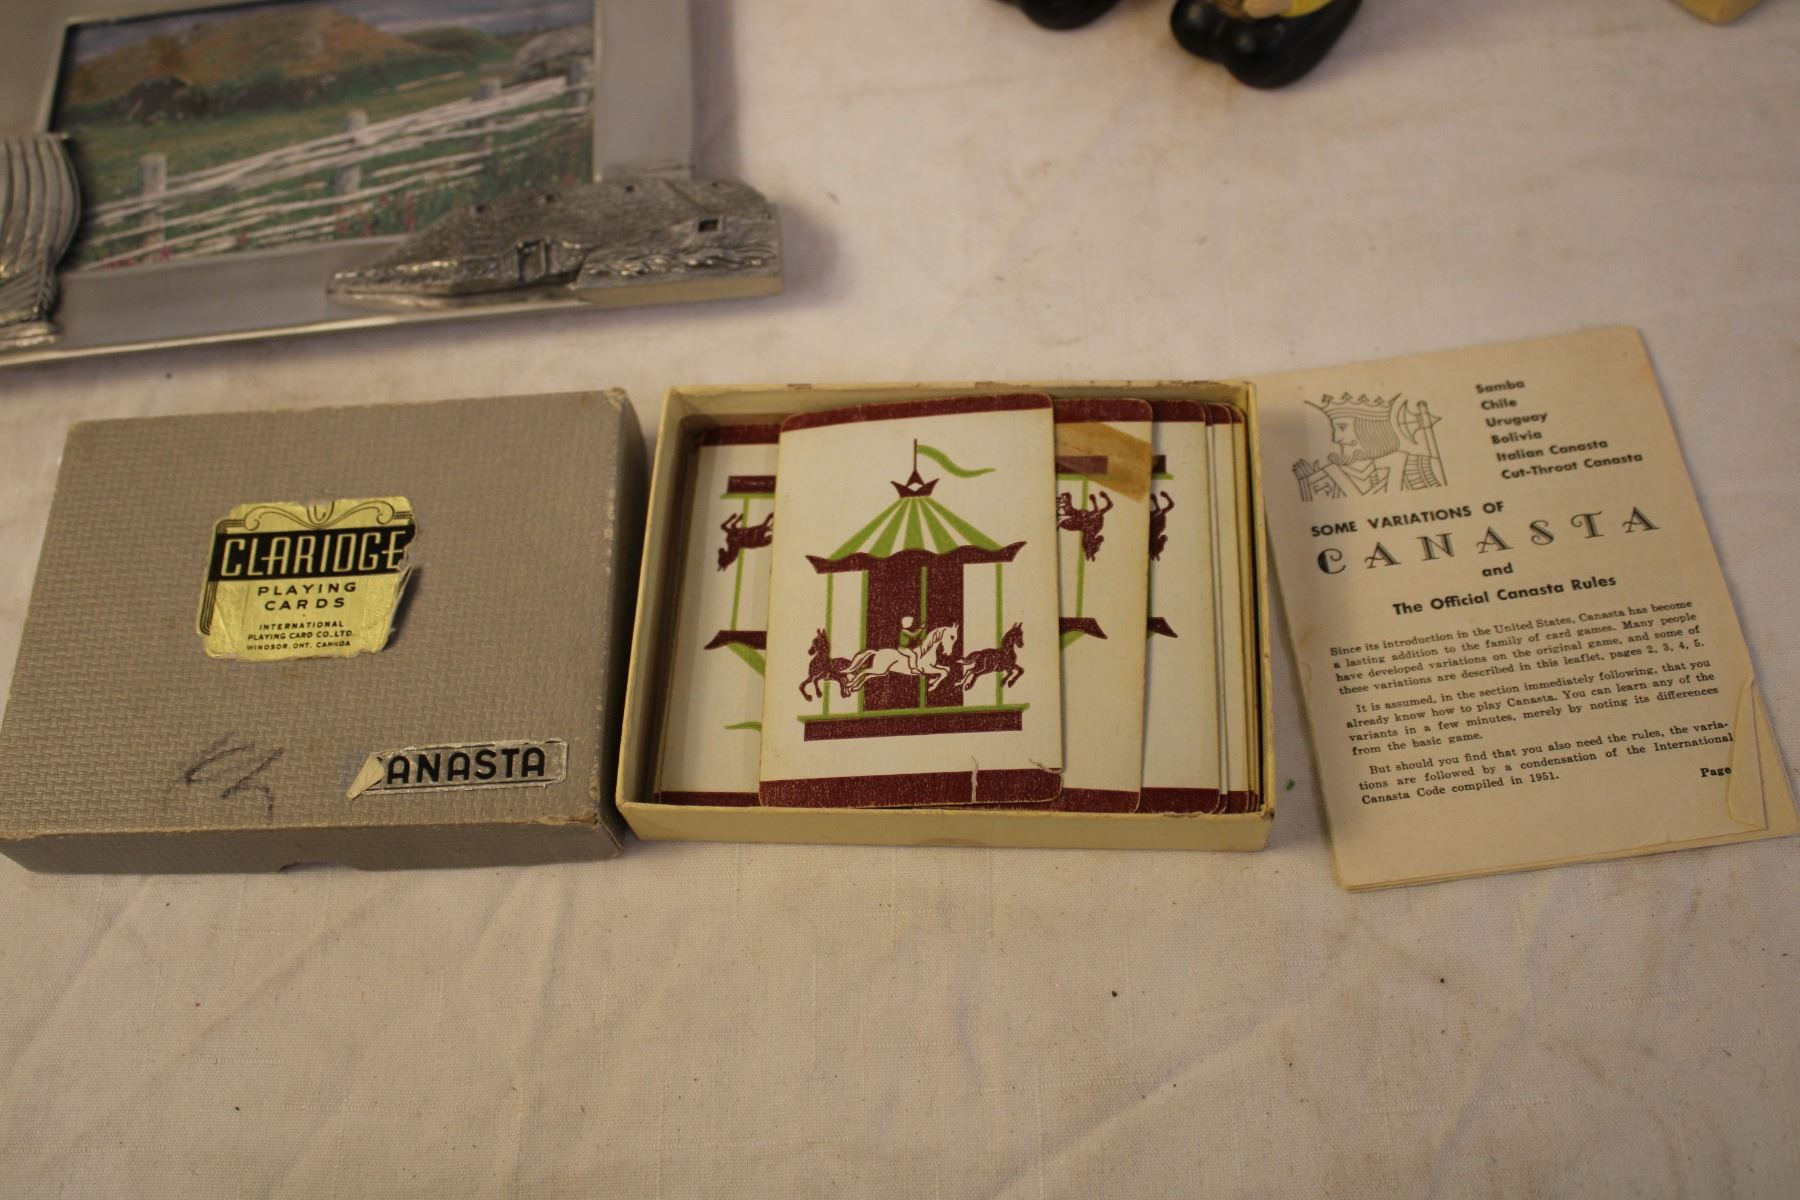 CLARIDGE
PLAYING
CARDS
INTERNATIONAL
PLAYING CARD CO., LTD.
WINDSOR, ONT. CANADA
CANASTA
Samba
Chile
Uruguay
Bolivia
Italian Canasta
Cut-Throat Canasta
SOME VARIATIONS OF
CANASTA
and
The Official Canasta Rules
Since its introduction in the United States, Canasta has become
a lasting addition to the family of card games. Many people
have developed variations on the original game, and some of
these variations are described in this leaflet, pages 2, 3, 4, 5.
It is assumed, in the section immediately following, that you
already know how to play Canasta. You can learn any of the
variants in a few minutes, merely by noting its differences
from the basic game.
But should you find that you also need the rules, the varia-
tions are followed by a condensation of the International
Canasta Code compiled in 1951.
Page